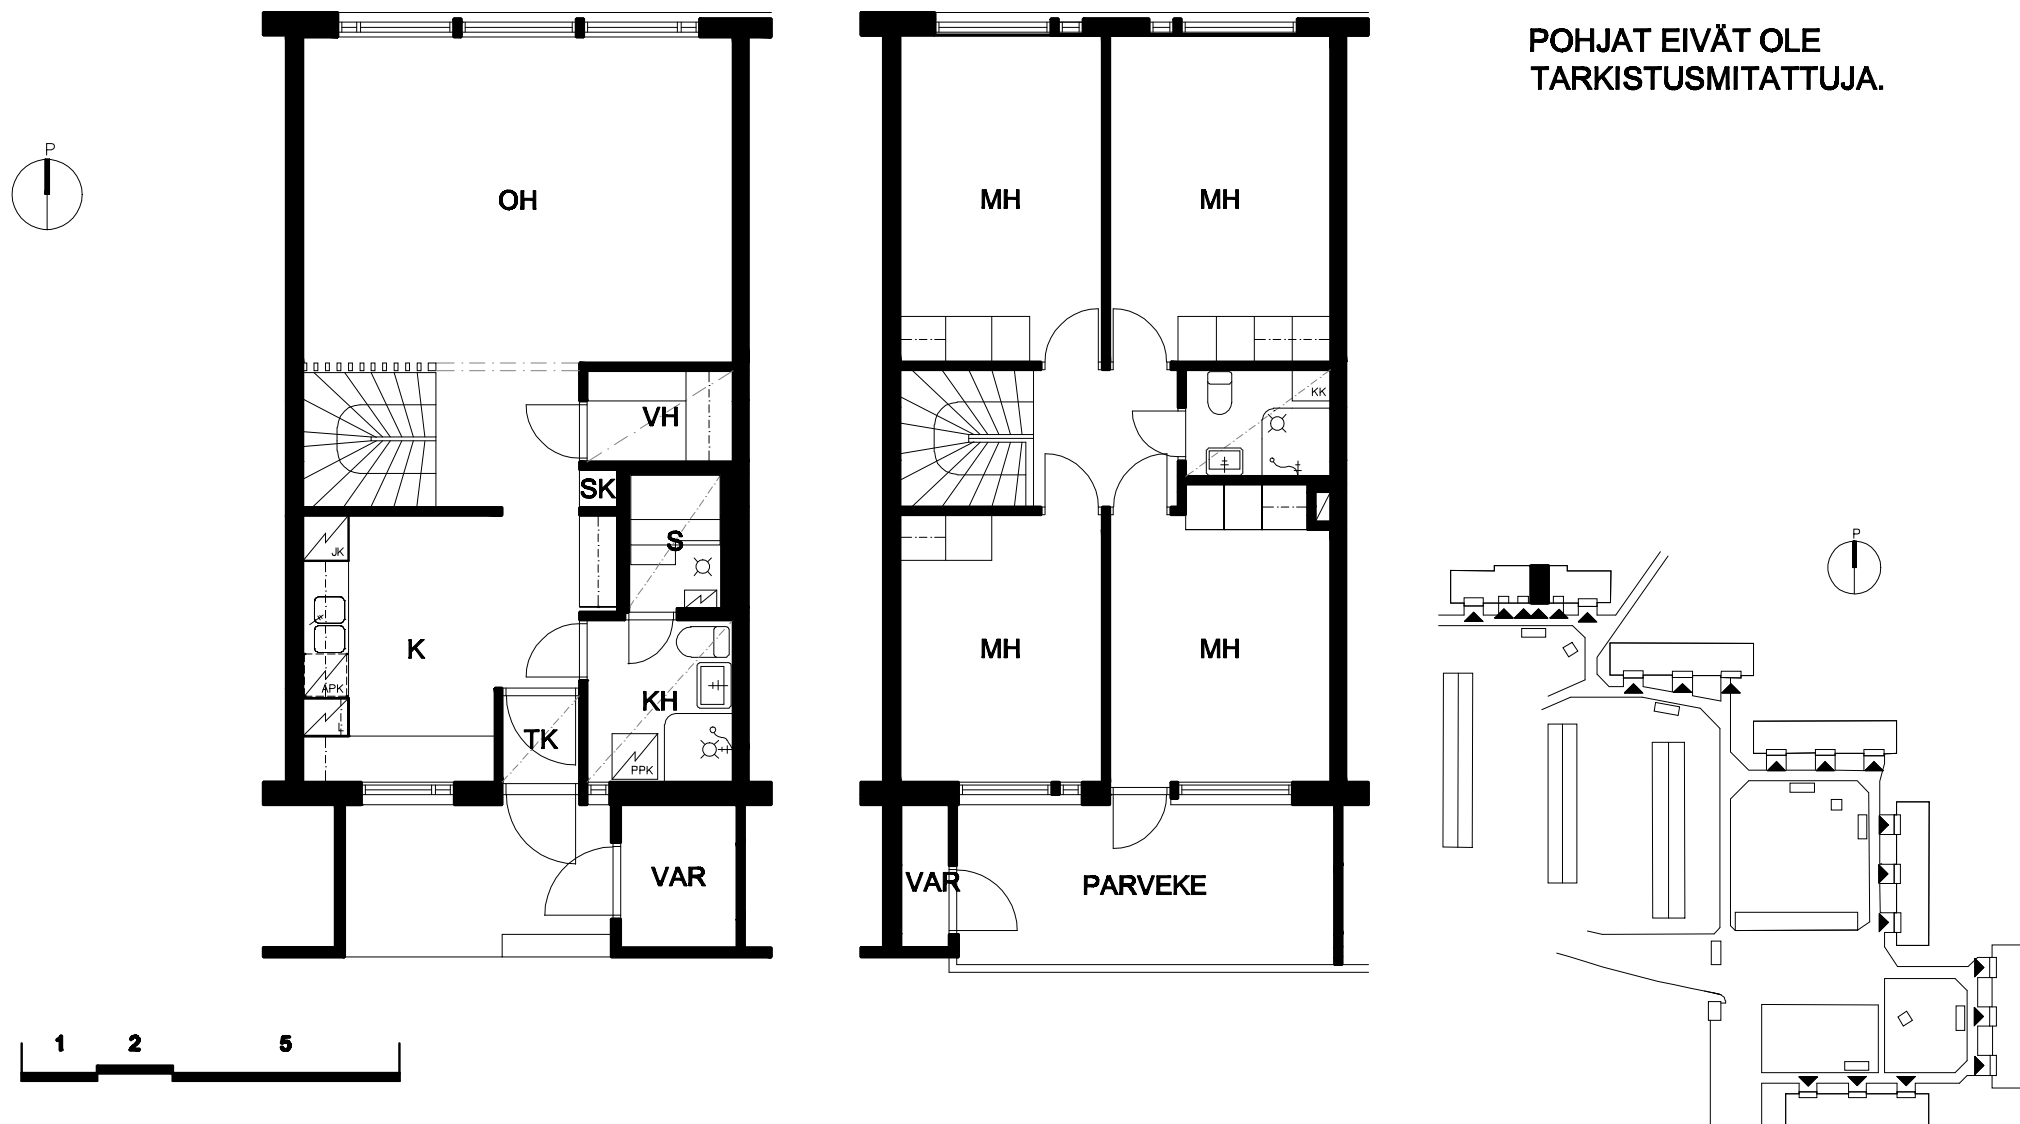 POHJAT EIVÄT OLE
TARKISTUSMITATTUJA.
P
OH
MH
MH
KK
VH
SK
S
JK
K
APK
L
TK
KH
PPK
MH
MH
VAR
VAR
PARVEKE
P
1 2 5